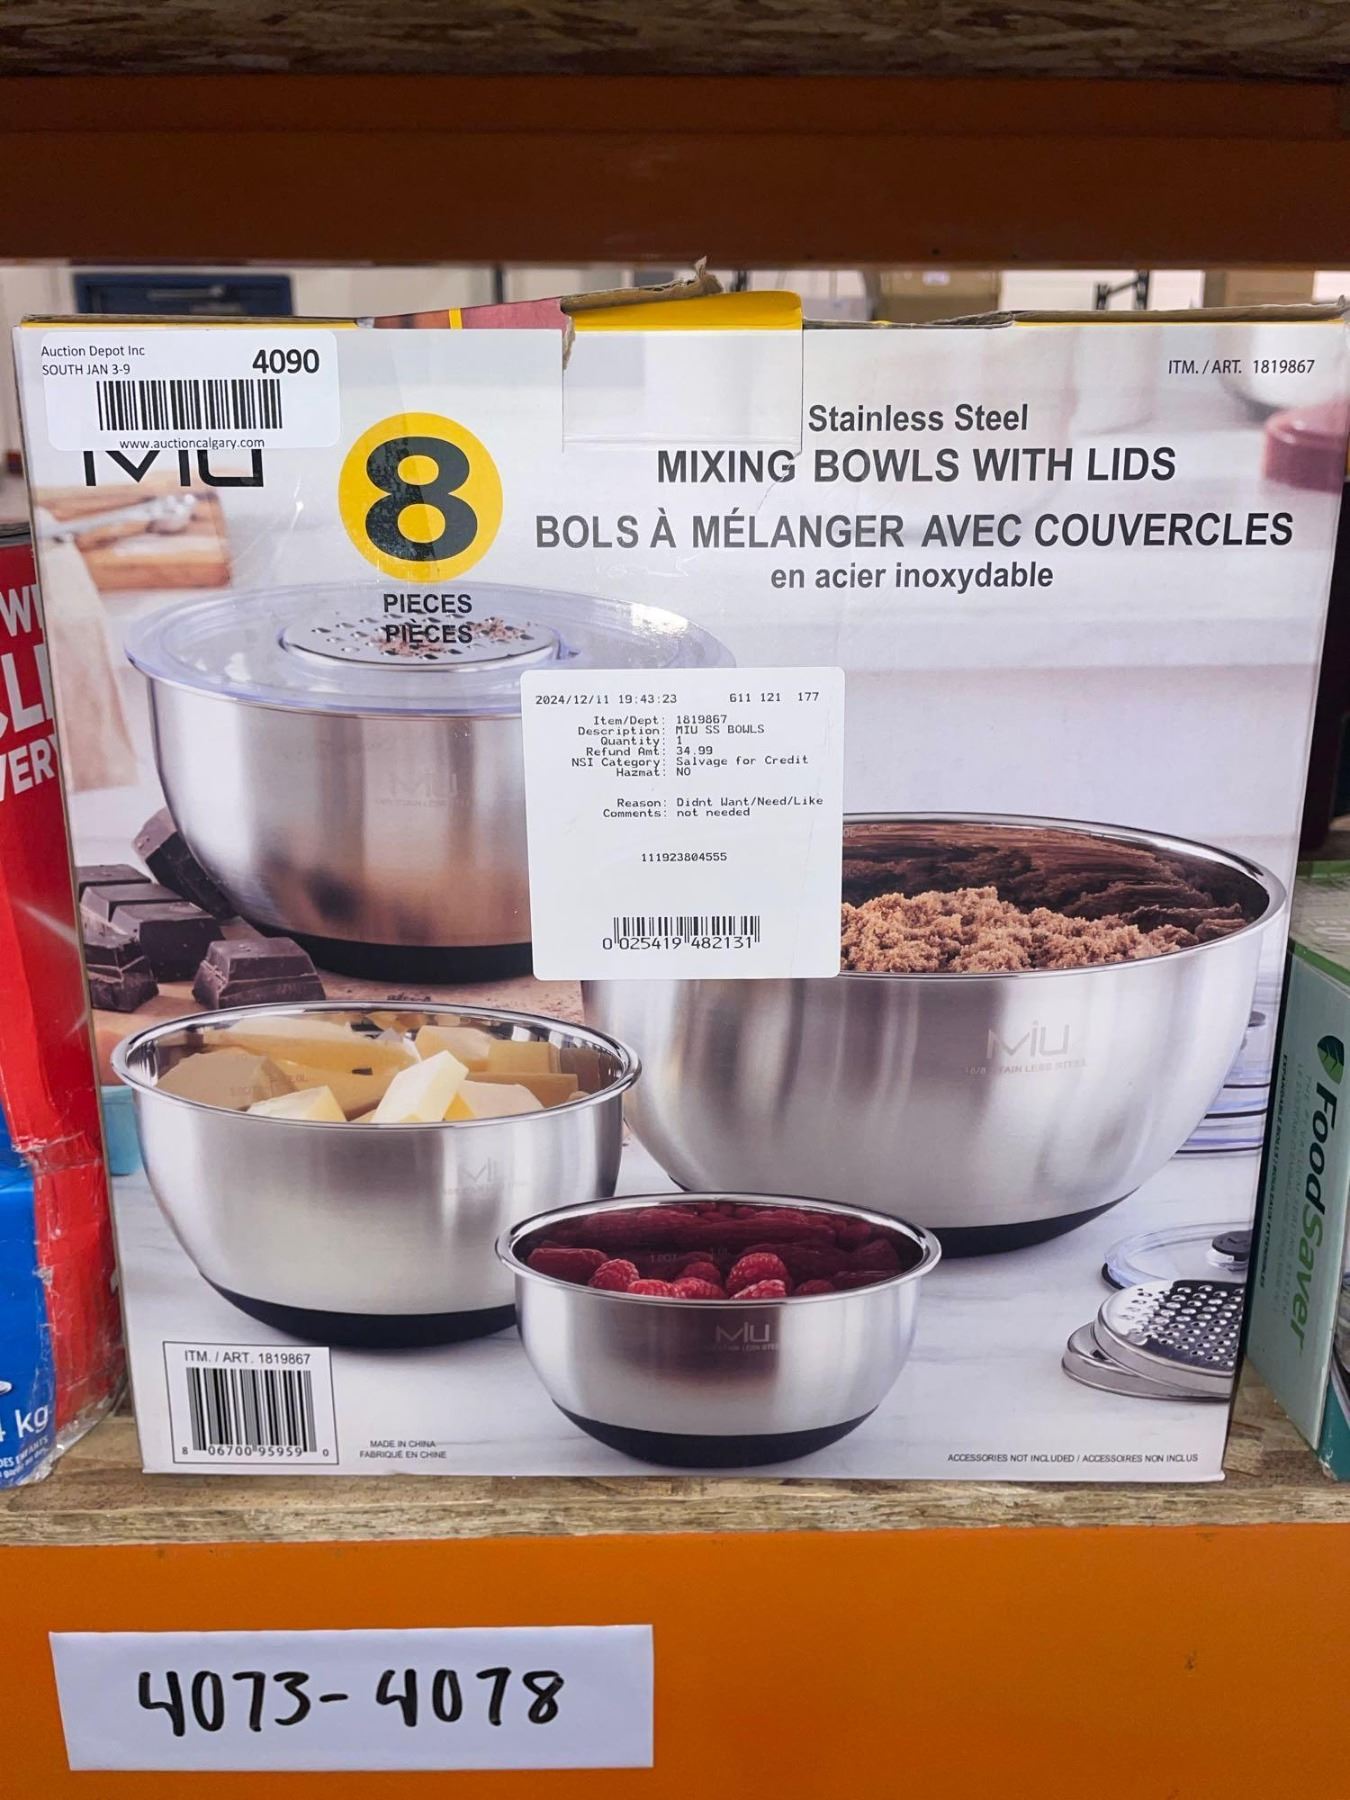 Auction Depot Inc
SOUTH JAN 3-9
4090
www.auctioncalgary.com
MIU
8
PIECES
PIÈCES
ITM. / ART. 1819867
Stainless Steel
MIXING BOWLS WITH LIDS
BOLS À MÉLANGER AVEC COUVERCLES
en acier inoxydable
2024/12/11 19:43:23 611 121 177
Item/Dept: 1819867
Description: MIU SS BOWLS
Quantity: 1
Refund Amt: 34.99
NSI Category: Salvage for Credit
Hazmat: NO
Reason: Didnt Want/Need/Like
Comments: not needed
111923804555
0 025419 482131
MIU
MIU
MIU
MIU
ITM. / ART. 1819867
8 06700 95959 0
MADE IN CHINA
FABRIQUÉ EN CHINE
ACCESSORIES NOT INCLUDED / ACCESSOIRES NON INCLUS
FoodSaver
kg
4073-4078